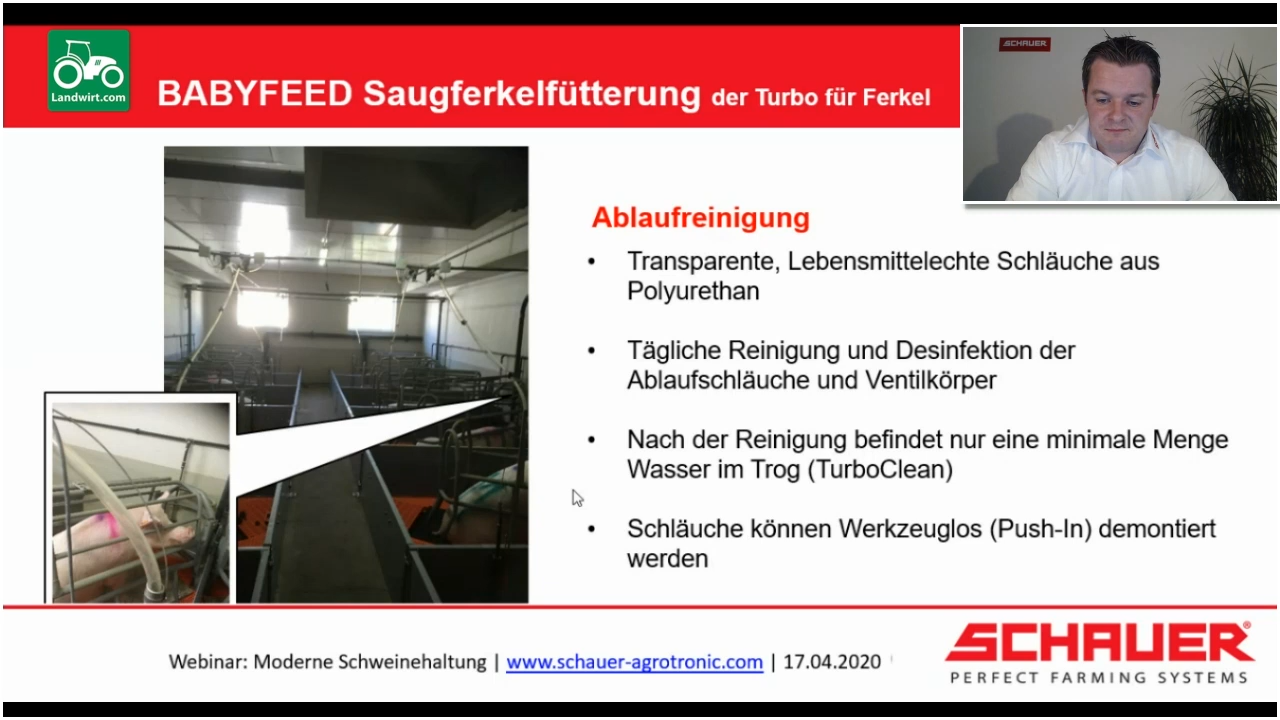 Landwirt.com
BABYFEED Saugferkelfütterung der Turbo für Ferkel
SCHAUER
Ablaufreinigung
• Transparente, Lebensmittelechte Schläuche aus
Polyurethan
• Tägliche Reinigung und Desinfektion der
Ablaufschläuche und Ventilkörper
• Nach der Reinigung befindet nur eine minimale Menge
Wasser im Trog (TurboClean)
• Schläuche können Werkzeuglos (Push-In) demontiert
werden
Webinar: Moderne Schweinehaltung | www.schauer-agrotronic.com | 17.04.2020
SCHAUER®
PERFECT FARMING SYSTEMS